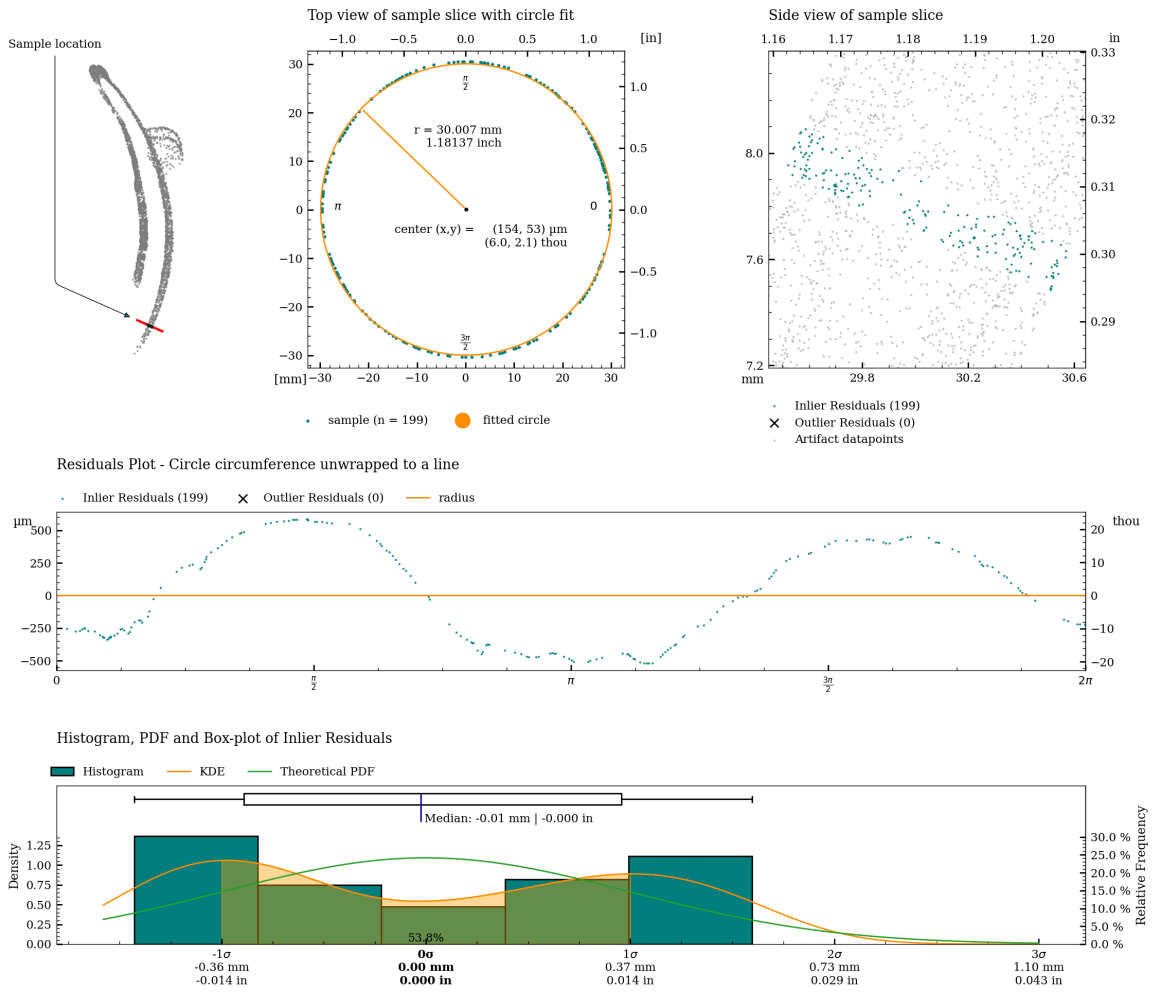 Top view of sample slice with circle fit
Side view of sample slice
Sample location
−1.0 −0.5 0.0 0.5 1.0 [in]
1.16 1.17 1.18 1.19 1.20 in
30
20
10
0
−10
−20
−30
1.0
0.5
0.0
−0.5
−1.0
π/2
r = 30.007 mm
1.18137 inch
π
0
center (x,y) = (154, 53) µm
(6.0, 2.1) thou
3π/2
[mm] −30 −20 −10 0 10 20 30
8.0
7.6
7.2
0.33
0.32
0.31
0.30
0.29
mm 29.8 30.2 30.6
sample (n = 199) fitted circle
Inlier Residuals (199)
Outlier Residuals (0)
Artifact datapoints
Residuals Plot - Circle circumference unwrapped to a line
Inlier Residuals (199) Outlier Residuals (0) radius
µm
500
250
0
−250
−500
thou
20
10
0
−10
−20
0 π/2 π 3π/2 2π
Histogram, PDF and Box-plot of Inlier Residuals
Histogram KDE Theoretical PDF
Median: -0.01 mm | -0.000 in
Density
1.25
1.00
0.75
0.50
0.25
0.00
30.0 %
25.0 %
20.0 %
15.0 %
10.0 %
5.0 %
0.0 %
Relative Frequency
53.8%
-1σ 0σ 1σ 2σ 3σ
-0.36 mm 0.00 mm 0.37 mm 0.73 mm 1.10 mm
-0.014 in 0.000 in 0.014 in 0.029 in 0.043 in